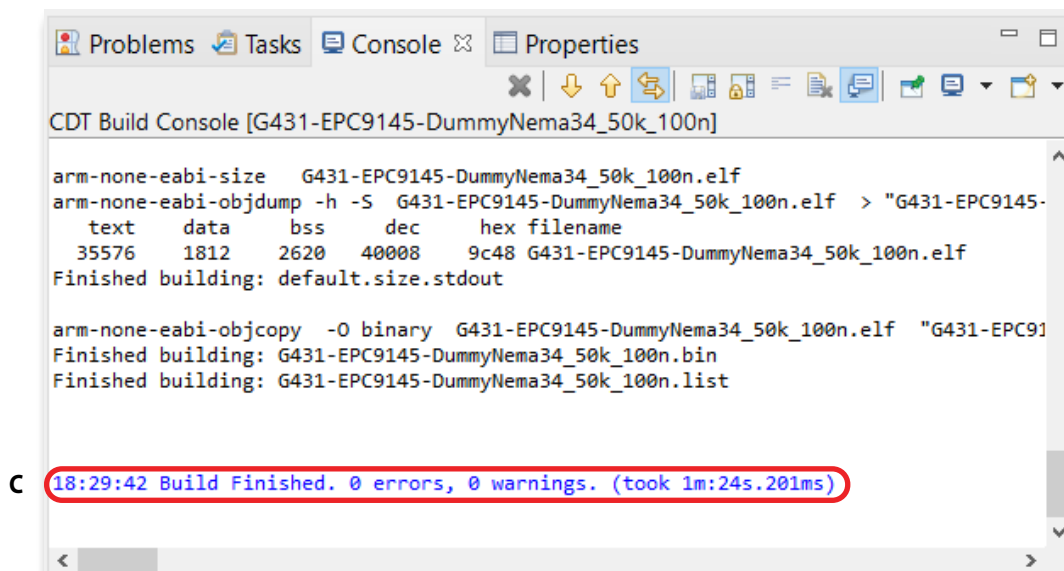 Problems Tasks Console Properties
CDT Build Console [G431-EPC9145-DummyNema34_50k_100n]
arm-none-eabi-size   G431-EPC9145-DummyNema34_50k_100n.elf
arm-none-eabi-objdump -h -S  G431-EPC9145-DummyNema34_50k_100n.elf  > "G431-EPC9145-
   text    data     bss     dec     hex filename
  35576    1812    2620   40008    9c48 G431-EPC9145-DummyNema34_50k_100n.elf
Finished building: default.size.stdout
arm-none-eabi-objcopy  -O binary  G431-EPC9145-DummyNema34_50k_100n.elf  "G431-EPC91
Finished building: G431-EPC9145-DummyNema34_50k_100n.bin
Finished building: G431-EPC9145-DummyNema34_50k_100n.list
C 18:29:42 Build Finished. 0 errors, 0 warnings. (took 1m:24s.201ms)